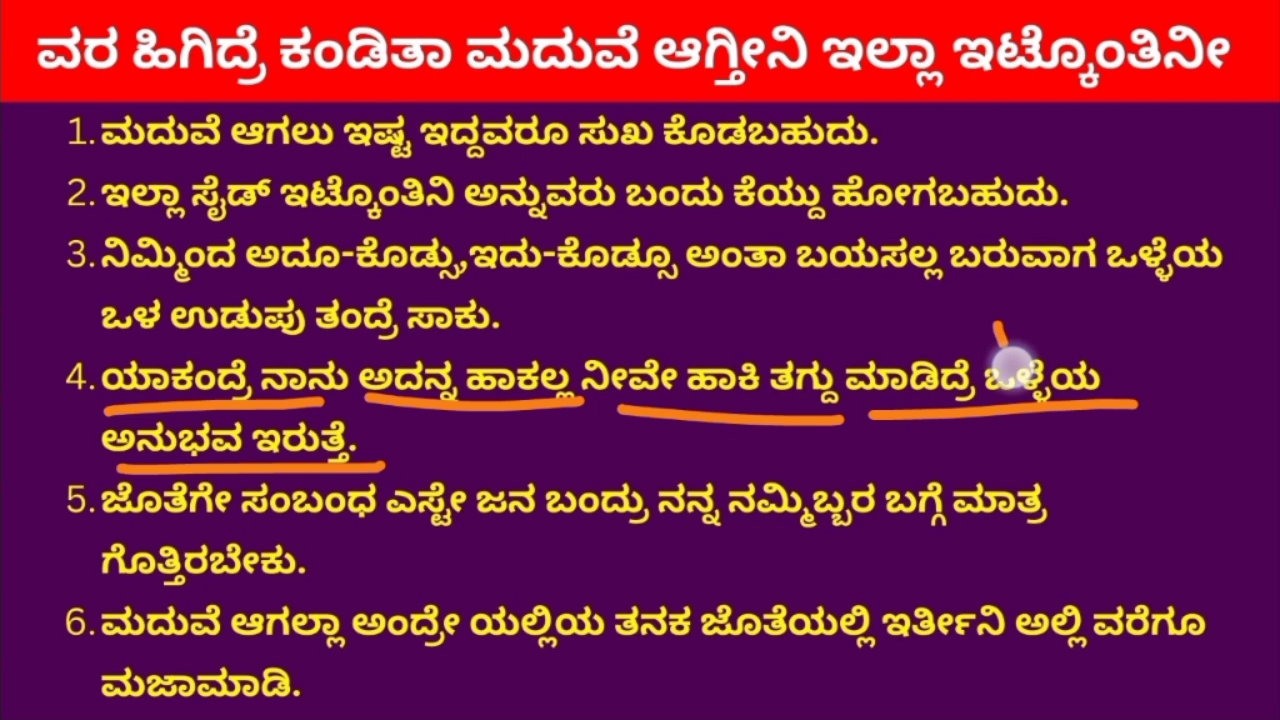 ವರ ಹಿಗಿದ್ರೆ ಕಂಡಿತಾ ಮದುವೆ ಆಗ್ತೀನಿ ಇಲ್ಲಾ ಇಟ್ಕೊಂತಿನೀ
1. ಮದುವೆ ಆಗಲು ಇಷ್ಟ ಇದ್ದವರೂ ಸುಖ ಕೊಡಬಹುದು.
2. ಇಲ್ಲಾ ಸೈಡ್ ಇಟ್ಕೊಂತಿನಿ ಅನ್ನುವರು ಬಂದು ಕೆಯ್ದು ಹೋಗಬಹುದು.
3. ನಿಮ್ಮಿಂದ ಅದೂ-ಕೊಡ್ಸು,ಇದು-ಕೊಡ್ಸೂ ಅಂತಾ ಬಯಸಲ್ಲ ಬರುವಾಗ ಒಳ್ಳೆಯ
ಒಳ ಉಡುಪು ತಂದ್ರೆ ಸಾಕು.
4. ಯಾಕಂದ್ರೆ ನಾನು ಅದನ್ನ ಹಾಕಲ್ಲ ನೀವೇ ಹಾಕಿ ತಗ್ದು ಮಾಡಿದ್ರೆ ಒಳ್ಳೆಯ
ಅನುಭವ ಇರುತ್ತೆ.
5. ಜೊತೆಗೇ ಸಂಬಂಧ ಎಸ್ಟೇ ಜನ ಬಂದ್ರು ನನ್ನ ನಮ್ಮಿಬ್ಬರ ಬಗ್ಗೆ ಮಾತ್ರ
ಗೊತ್ತಿರಬೇಕು.
6. ಮದುವೆ ಆಗಲ್ಲಾ ಅಂದ್ರೇ ಯಲ್ಲಿಯ ತನಕ ಜೊತೆಯಲ್ಲಿ ಇರ್ತೀನಿ ಅಲ್ಲಿ ವರೆಗೂ
ಮಜಾಮಾಡಿ.